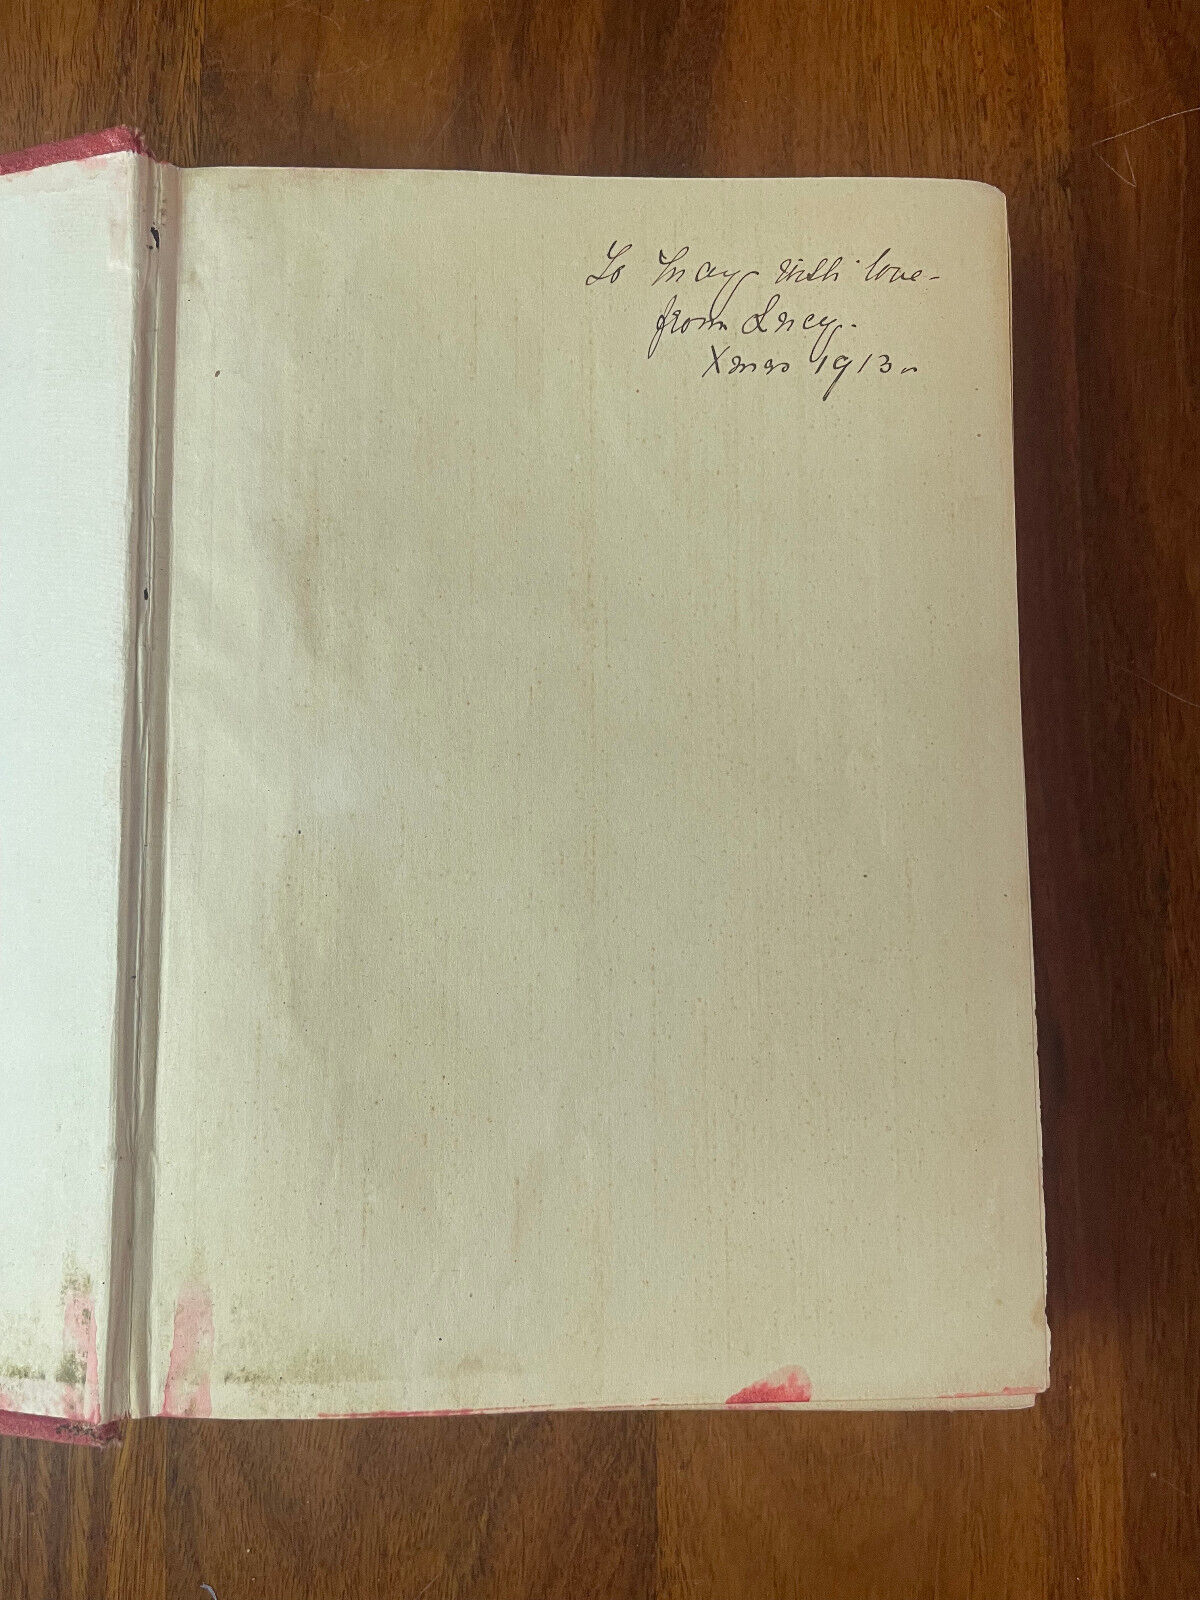 To May with love -
from Lucy.
Xmas 1913.